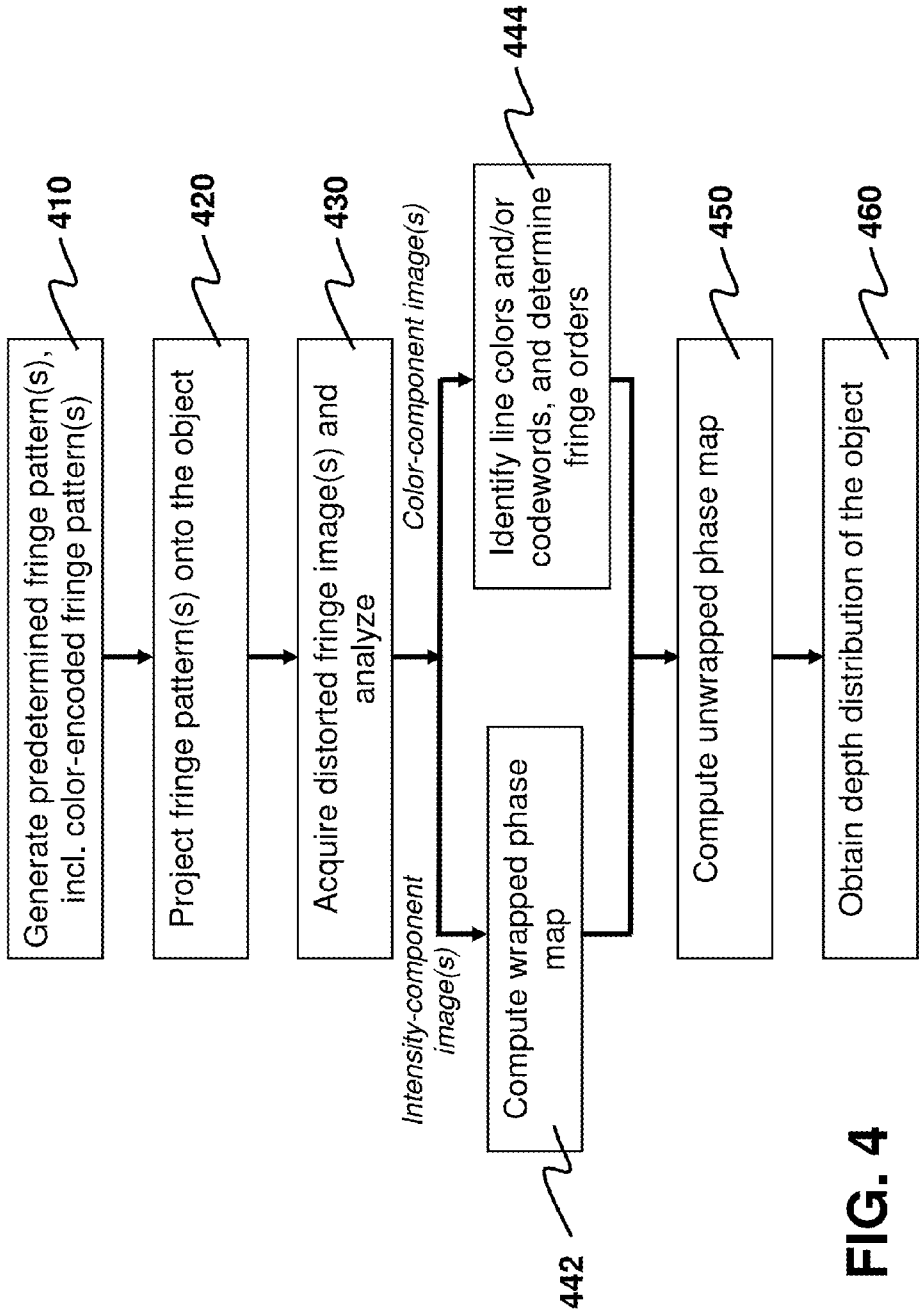 Generate predetermined fringe pattern(s),
incl. color-encoded fringe pattern(s)
410
Project fringe pattern(s) onto the object
420
Acquire distorted fringe image(s) and
analyze
430
Intensity-component
image(s)
Color-component image(s)
Compute wrapped phase
map
442
Identify line colors and/or
codewords, and determine
fringe orders
444
Compute unwrapped phase map
450
Obtain depth distribution of the object
460
FIG. 4